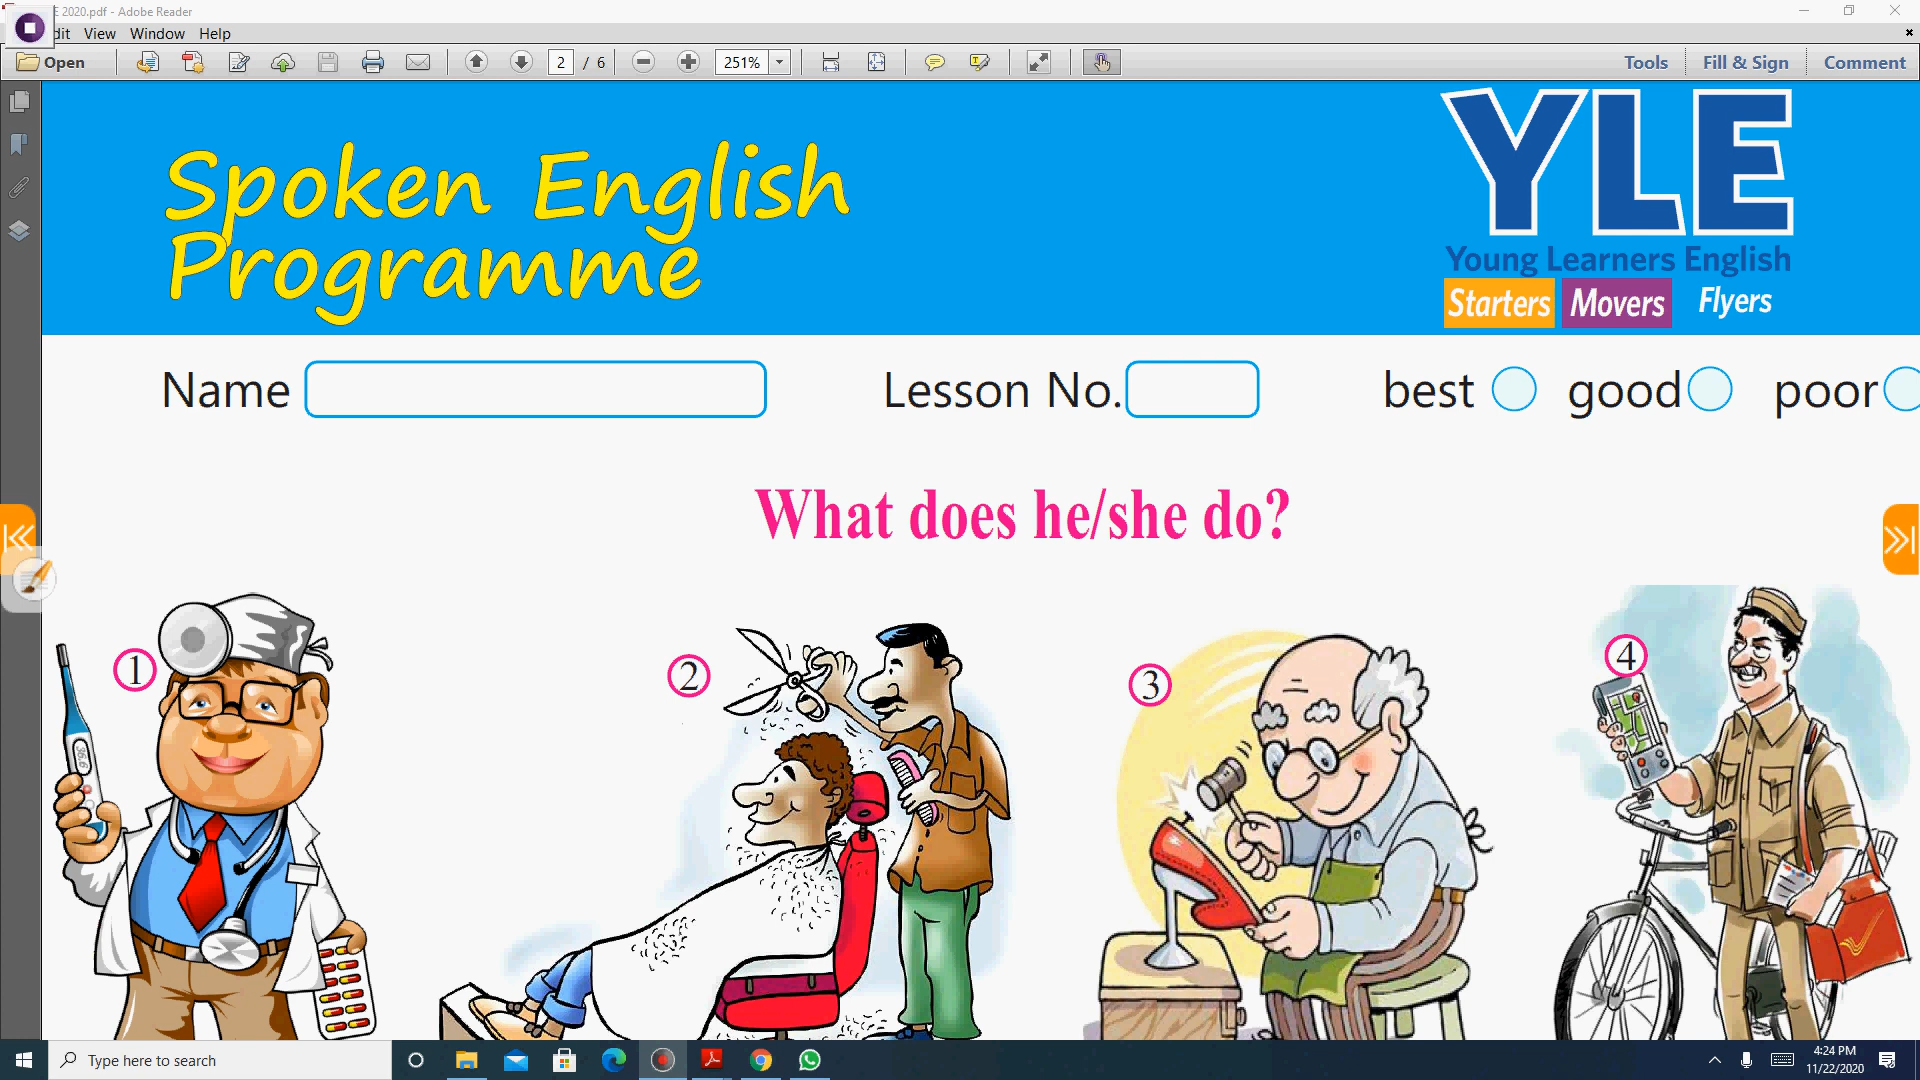 E 2020.pdf - Adobe Reader
dit View Window Help
Open 2 / 6 251% Tools Fill & Sign Comment
Spoken English
Programme
YLE
Young Learners English
Starters Movers Flyers
Name Lesson No. best good poor
What does he/she do?
1 2 3 4
36.6
Type here to search
4:24 PM
11/22/2020